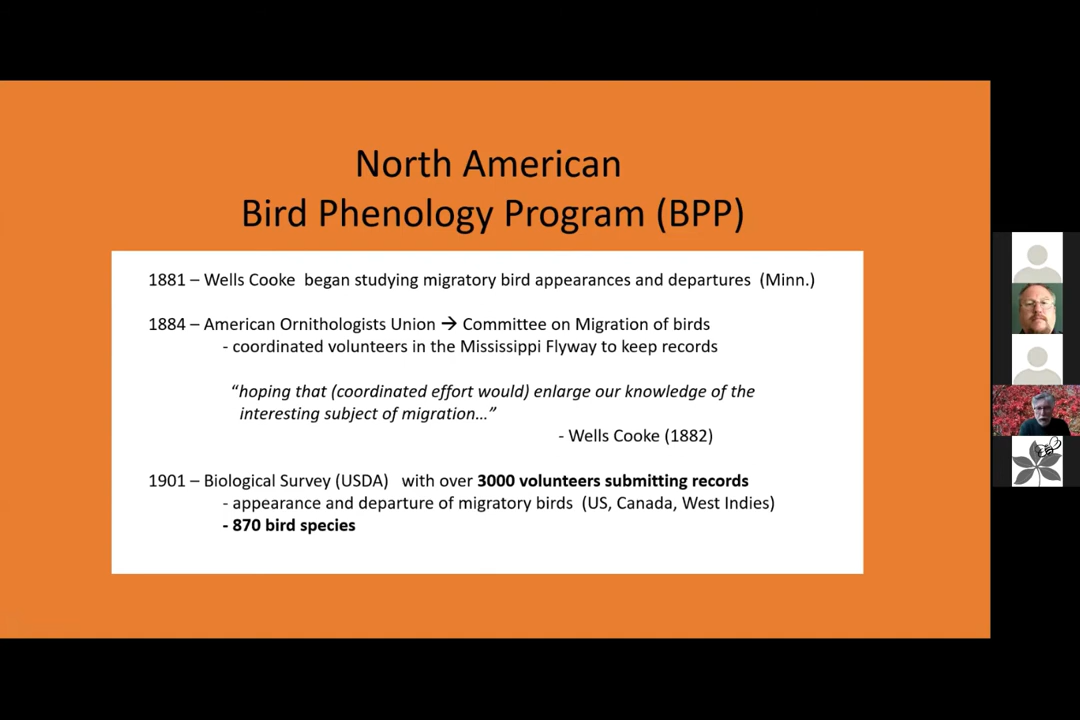 North American
Bird Phenology Program (BPP)
1881 – Wells Cooke began studying migratory bird appearances and departures (Minn.)
1884 – American Ornithologists Union → Committee on Migration of birds
- coordinated volunteers in the Mississippi Flyway to keep records
“hoping that (coordinated effort would) enlarge our knowledge of the
interesting subject of migration…”
- Wells Cooke (1882)
1901 – Biological Survey (USDA) with over 3000 volunteers submitting records
- appearance and departure of migratory birds (US, Canada, West Indies)
- 870 bird species